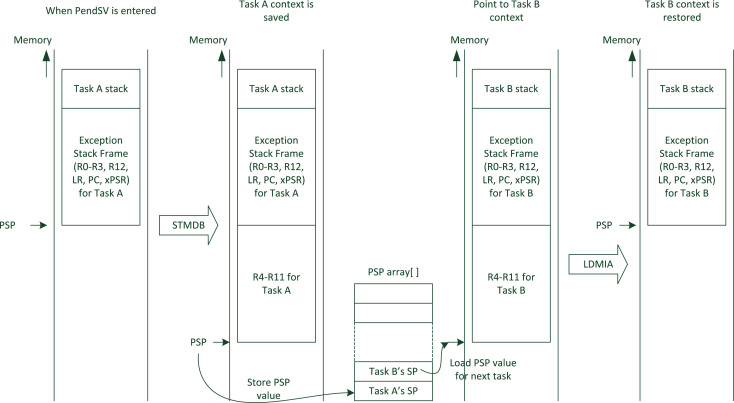 When PendSV is entered
Memory
Task A stack
Exception
Stack Frame
(R0-R3, R12,
LR, PC, xPSR)
for Task A
PSP
STMDB
Task A context is
saved
Memory
Task A stack
Exception
Stack Frame
(R0-R3, R12,
LR, PC, xPSR)
for Task A
R4-R11 for
Task A
PSP
Store PSP
value
PSP array[ ]
Task B's SP
Task A's SP
Point to Task B
context
Memory
Task B stack
Exception
Stack Frame
(R0-R3, R12,
LR, PC, xPSR)
for Task B
R4-R11 for
Task B
Load PSP value
for next task
LDMIA
Task B context is
restored
Memory
Task B stack
Exception
Stack Frame
(R0-R3, R12,
LR, PC, xPSR)
for Task B
PSP